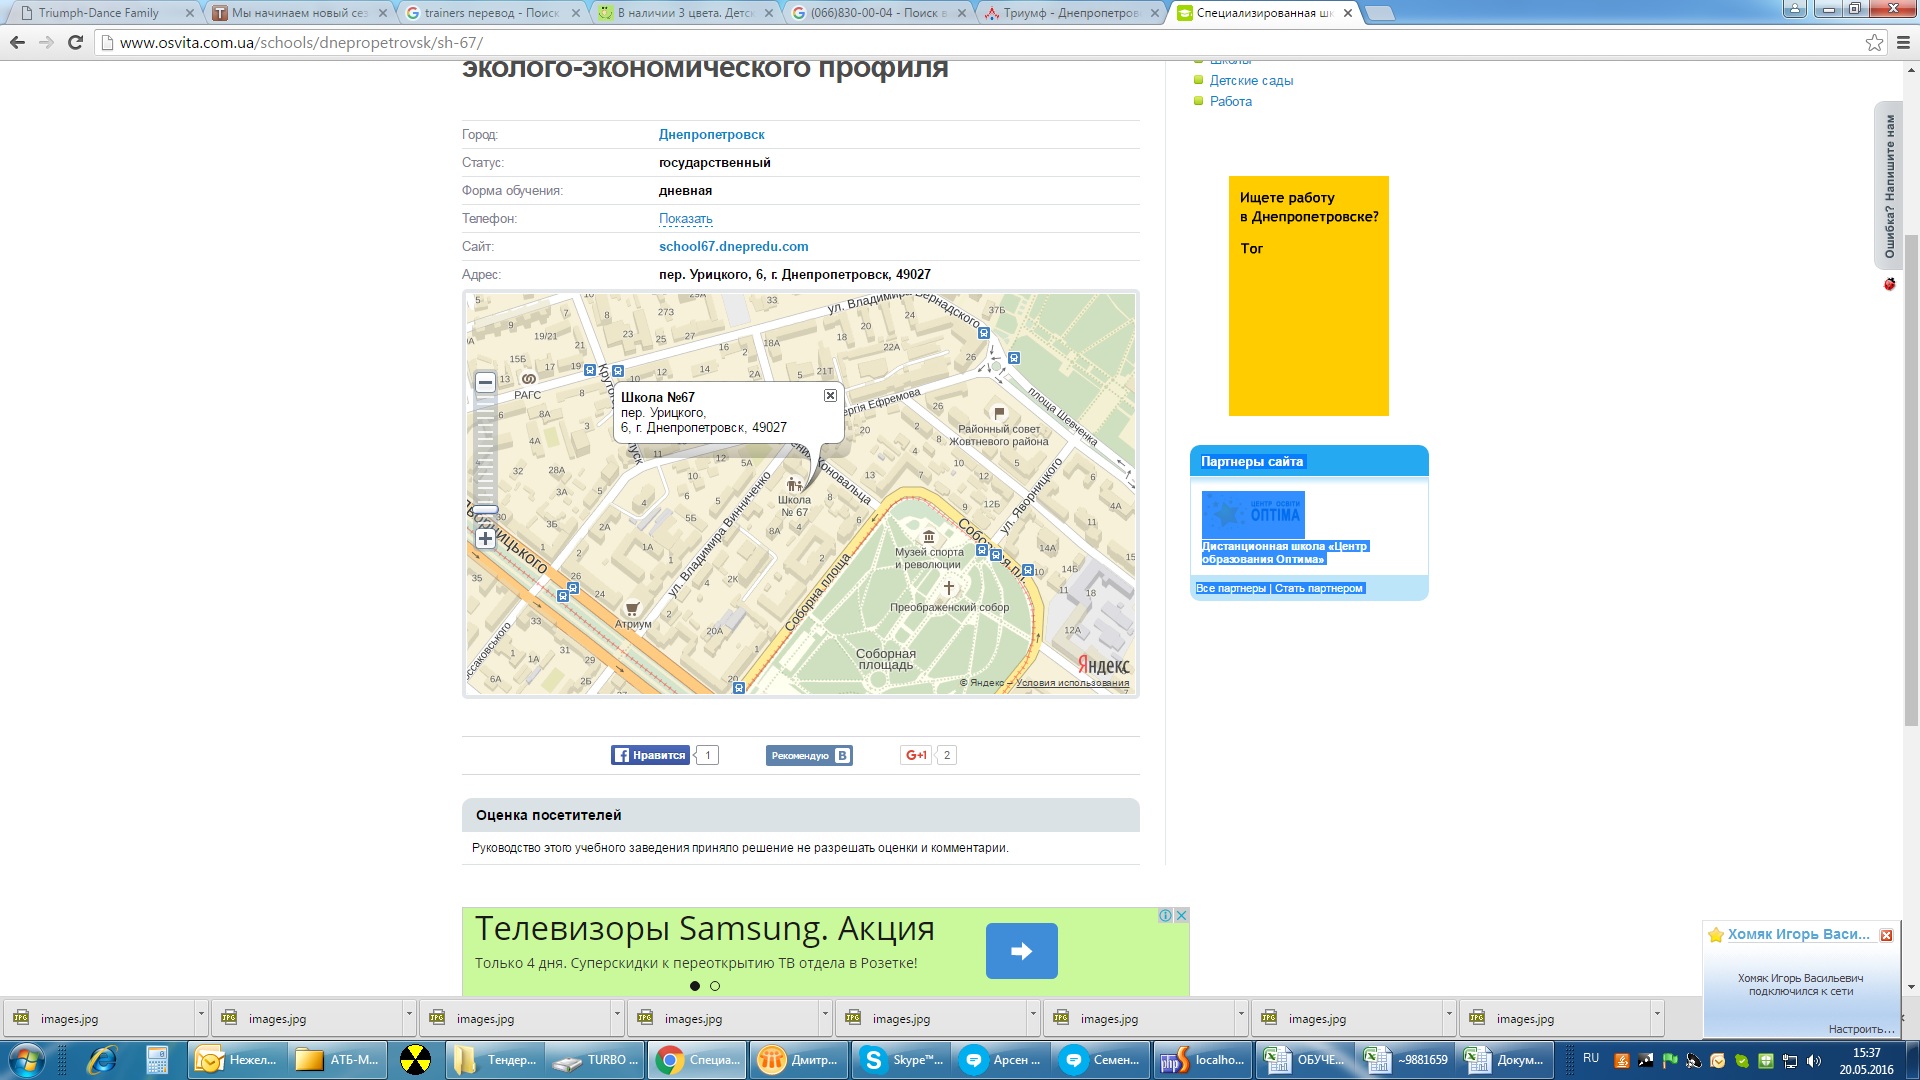 Triumph-Dance Family
Мы начинаем новый сез
trainers перевод - Поиск
В наличии 3 цвета. Детс
(066)830-00-04 - Поиск в
Триумф - Днепропетров
Специализированная шк
www.osvita.com.ua/schools/dnepropetrovsk/sh-67/
эколого-экономического профиля
Город: Днепропетровск
Статус: государственный
Форма обучения: дневная
Телефон: Показать
Сайт: school67.dnepredu.com
Адрес: пер. Урицкого, 6, г. Днепропетровск, 49027
ул. Владимира Вернадского
РАГС
Школа №67
пер. Урицкого,
6, г. Днепропетровск, 49027
площа Шевченка
Районный совет
Жовтневого района
Коновальца
Школа
№ 67
ул. Яворницкого
ул. Владимира Винниченко
Музей спорта
и революции
Преображенский собор
Соборна площа
Атриум
Соборная
площадь
Яндекс
© Яндекс – Условия использования
Нравится 1
Рекомендую B
G+1 2
Оценка посетителей
Руководство этого учебного заведения приняло решение не разрешать оценки и комментарии.
Телевизоры Samsung. Акция
Только 4 дня. Суперскидки к переоткрытию ТВ отдела в Розетке!
Школы
Детские сады
Работа
Ищете работу
в Днепропетровске?
Тог
Партнеры сайта
ЦЕНТР ОСВІТИ
ОПТІМА
Дистанционная школа «Центр
образования Оптима»
Все партнеры | Стать партнером
Ошибка? Напишите нам
Хомяк Игорь Васи...
Хомяк Игорь Васильевич
подключился к сети
Настроить...
images.jpg
images.jpg
images.jpg
images.jpg
images.jpg
images.jpg
images.jpg
images.jpg
Нежел...
АТБ-М...
Тендер...
TURBO ...
Специа...
Дмитр...
Skype™...
Арсен ...
Семен...
localho...
ОБУЧЕ...
~9881659
Докум...
RU
15:37
20.05.2016